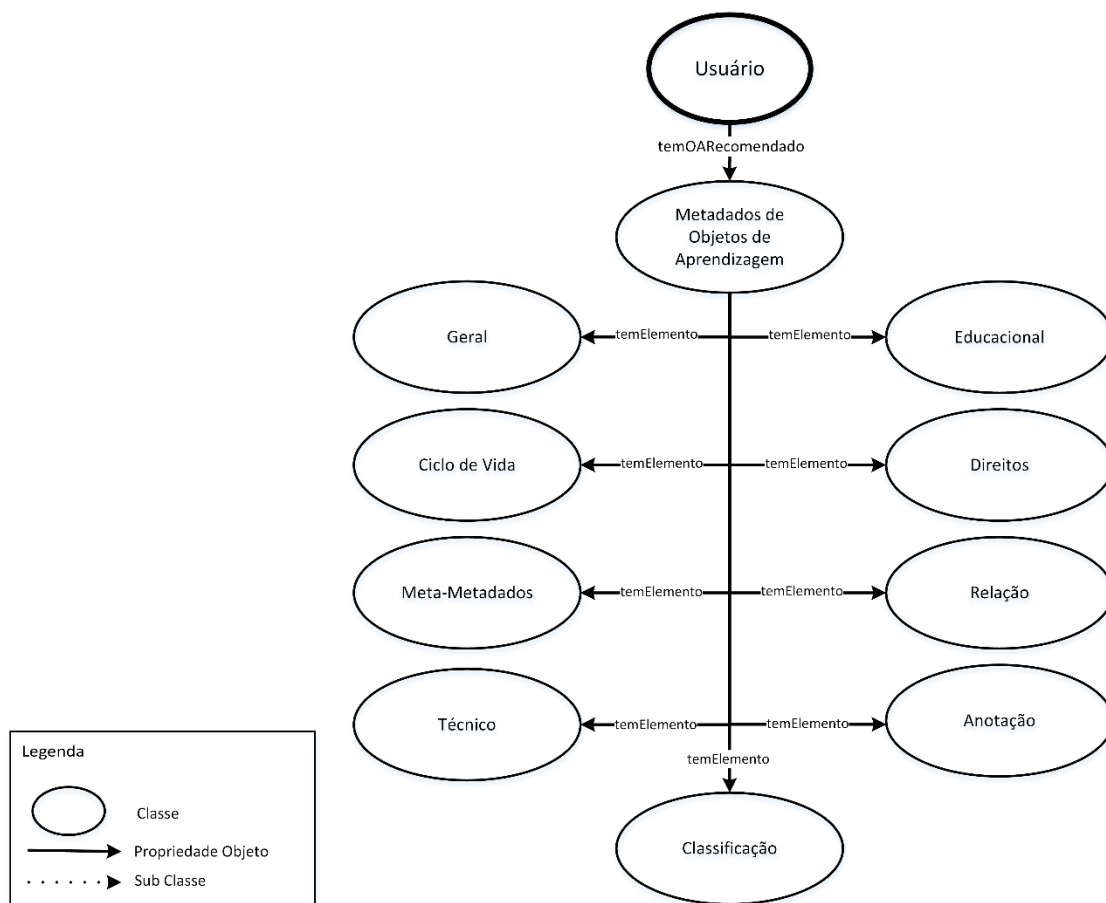 Usuário
temOARecomendado
Metadados de
Objetos de
Aprendizagem
Geral
temElemento
temElemento
Educacional
Ciclo de Vida
temElemento
temElemento
Direitos
Meta-Metadados
temElemento
temElemento
Relação
Técnico
temElemento
temElemento
Anotação
temElemento
Classificação
Legenda
Classe
Propriedade Objeto
Sub Classe